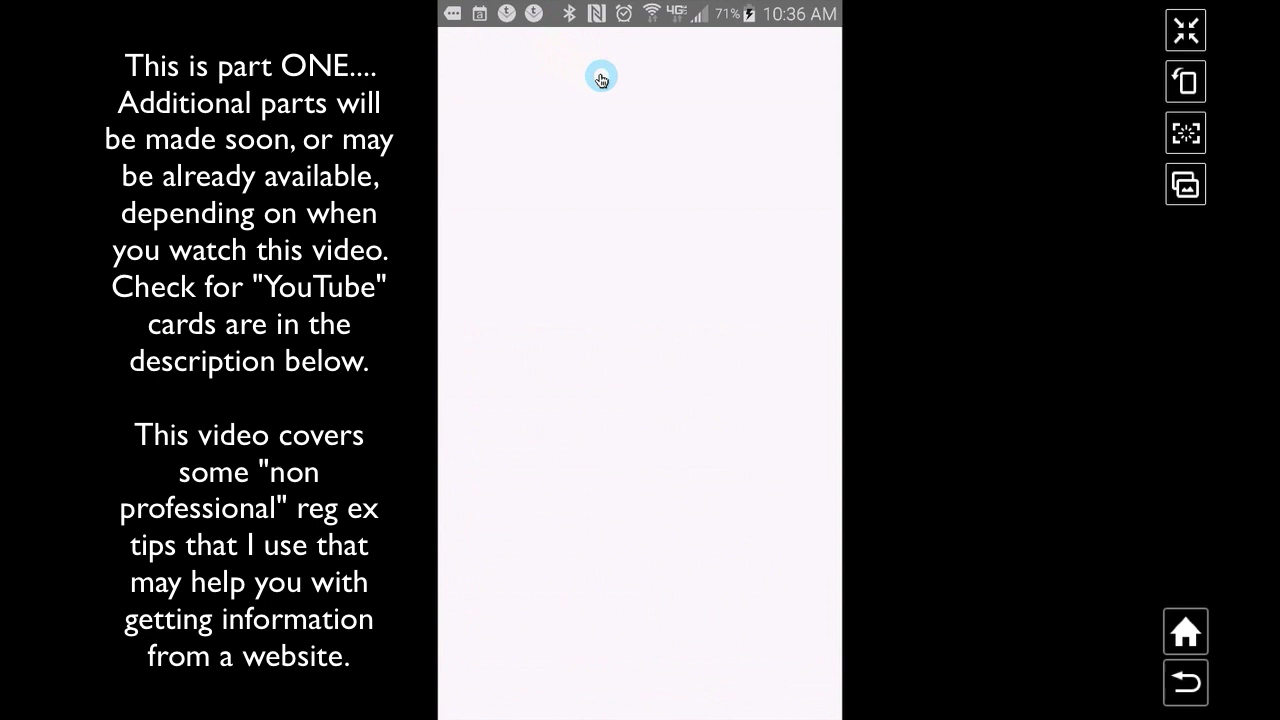 This is part ONE....
Additional parts will
be made soon, or may
be already available,
depending on when
you watch this video.
Check for "YouTube"
cards are in the
description below.
This video covers
some "non
professional" reg ex
tips that I use that
may help you with
getting information
from a website.
4G 71% 10:36 AM